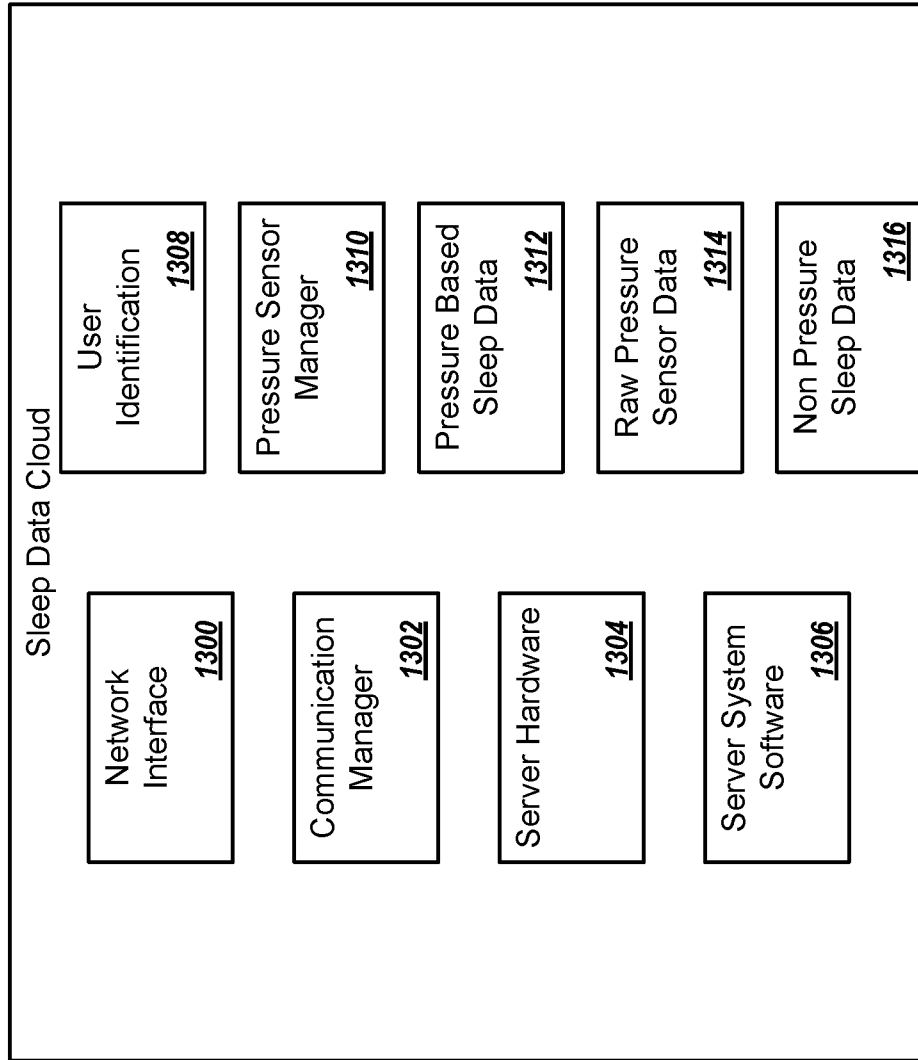 Sleep Data Cloud
Network
Interface
1300
Communication
Manager
1302
Server Hardware
1304
Server System
Software
1306
User
Identification
1308
Pressure Sensor
Manager
1310
Pressure Based
Sleep Data
1312
Raw Pressure
Sensor Data
1314
Non Pressure
Sleep Data
1316